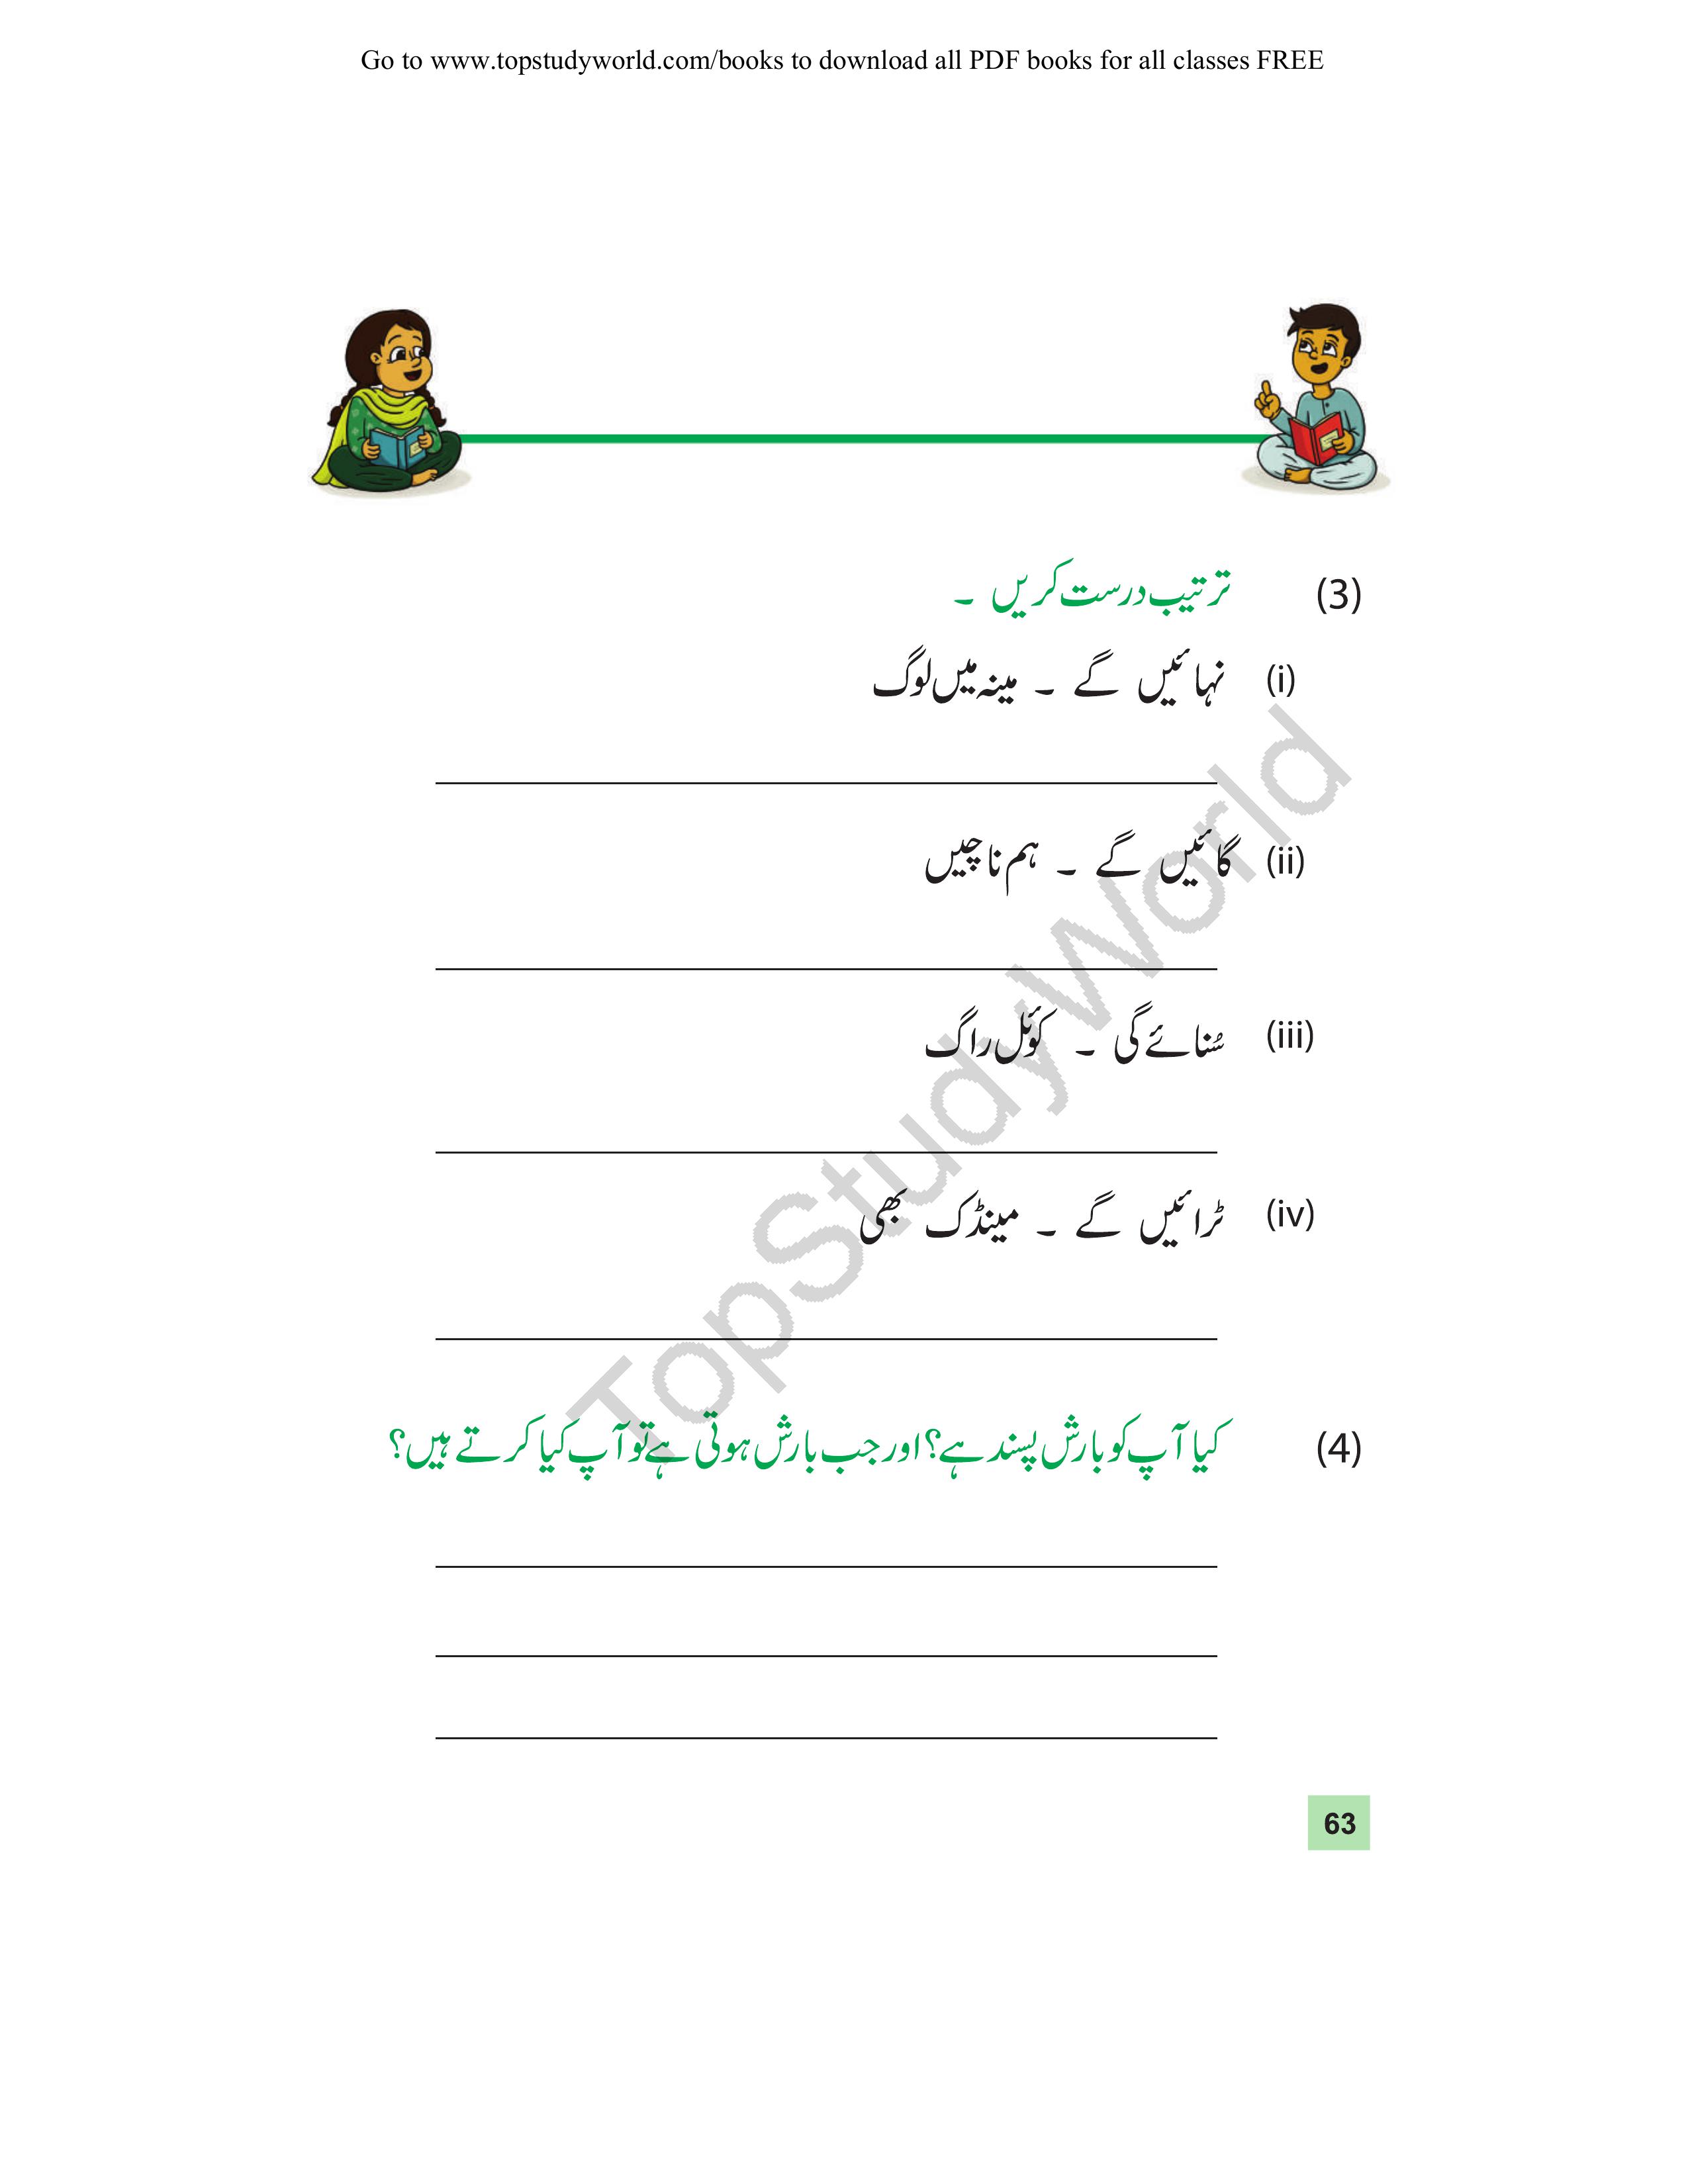 Go to www.topstudyworld.com/books to download all PDF books for all classes FREE
(3) ترتیب درست کریں ۔
(i) نہائیں گے ۔ مینہ میں لوگ
(ii) گائیں گے ۔ ہم ناچیں
(iii) سُنائے گی ۔ کوئل راگ
(iv) ٹرائیں گے ۔ مینڈک بھی
(4) کیا آپ کو بارش پسند ہے؟ اور جب بارش ہوتی ہے تو آپ کیا کرتے ہیں؟
TopStudyWorld
63